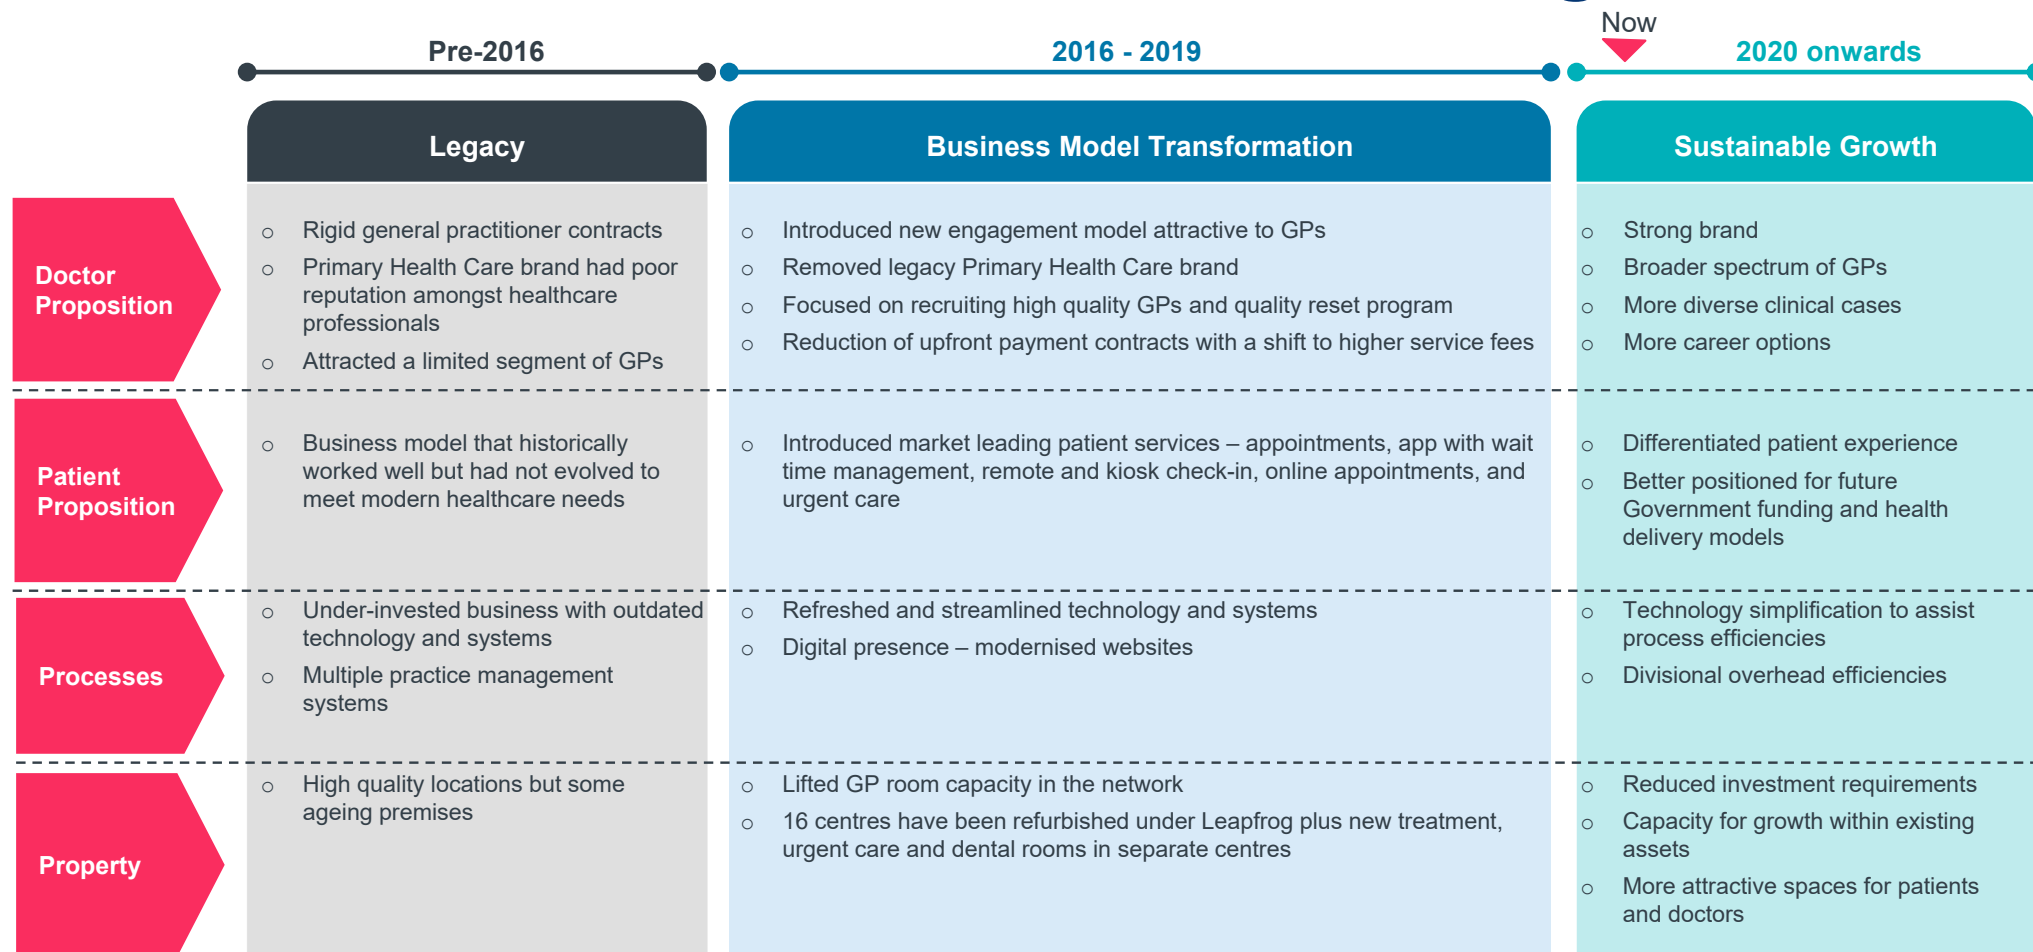 Now
Pre-2016
2016 - 2019
2020 onwards
Legacy
Business Model Transformation
Sustainable Growth
Doctor
Proposition
○ Rigid general practitioner contracts
○ Primary Health Care brand had poor
reputation amongst healthcare
professionals
○ Attracted a limited segment of GPs
○ Introduced new engagement model attractive to GPs
○ Removed legacy Primary Health Care brand
○ Focused on recruiting high quality GPs and quality reset program
○ Reduction of upfront payment contracts with a shift to higher service fees
○ Strong brand
○ Broader spectrum of GPs
○ More diverse clinical cases
○ More career options
Patient
Proposition
○ Business model that historically
worked well but had not evolved to
meet modern healthcare needs
○ Introduced market leading patient services – appointments, app with wait
time management, remote and kiosk check-in, online appointments, and
urgent care
○ Differentiated patient experience
○ Better positioned for future
Government funding and health
delivery models
Processes
○ Under-invested business with outdated
technology and systems
○ Multiple practice management
systems
○ Refreshed and streamlined technology and systems
○ Digital presence – modernised websites
○ Technology simplification to assist
process efficiencies
○ Divisional overhead efficiencies
Property
○ High quality locations but some
ageing premises
○ Lifted GP room capacity in the network
○ 16 centres have been refurbished under Leapfrog plus new treatment,
urgent care and dental rooms in separate centres
○ Reduced investment requirements
○ Capacity for growth within existing
assets
○ More attractive spaces for patients
and doctors